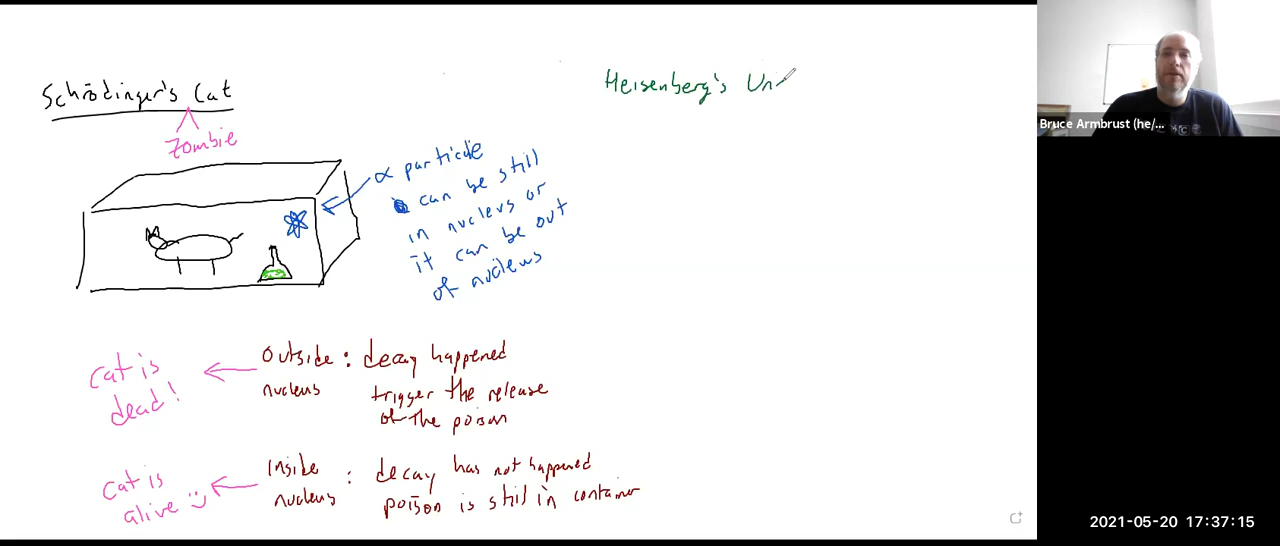 Schrödinger's Cat
Zombie
α particle
can be still
in nucleus or
it can be out
of nucleus
cat is
dead!
outside : decay happened
nucleus trigger the release
of the poison
cat is
alive
inside : decay has not happened
nucleus poison is still in container
Heisenberg's Un
Bruce Armbrust (he/...
2021-05-20 17:37:15